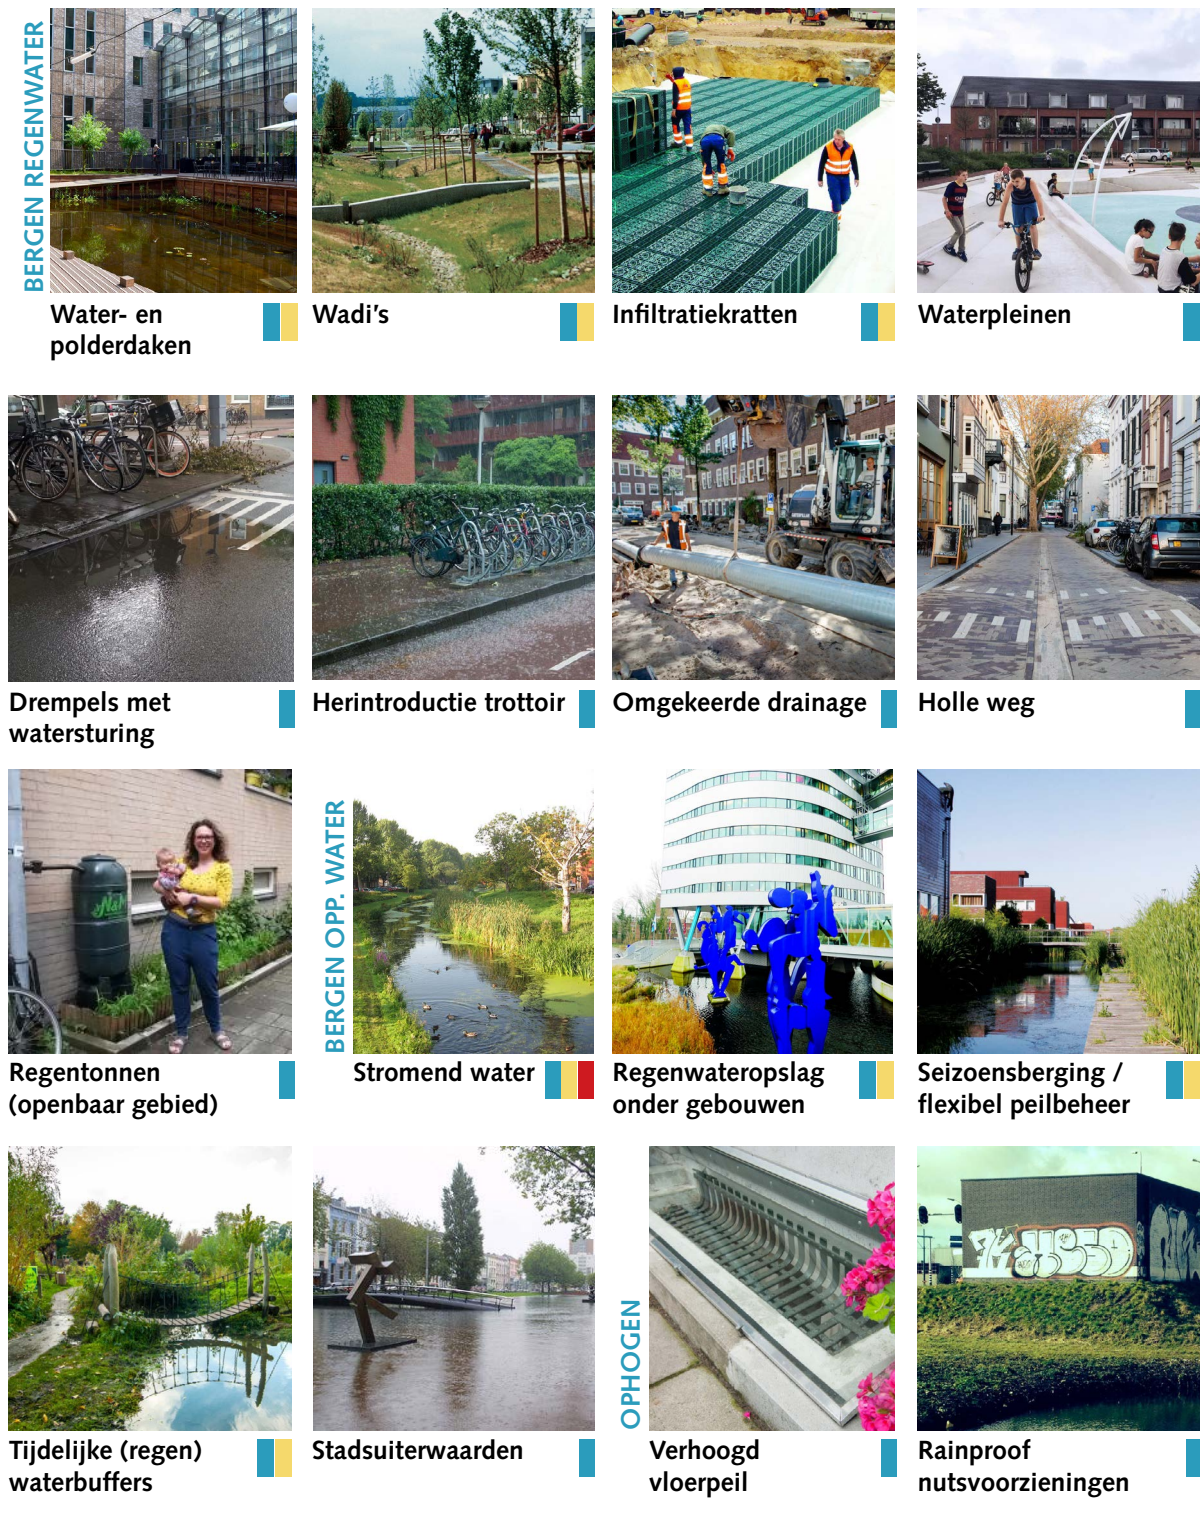 BERGEN REGENWATER
Water- en
polderdaken
Wadi's
Infiltratiekratten
Waterpleinen
Drempels met
watersturing
Herintroductie trottoir
Omgekeerde drainage
Holle weg
Regentonnen
(openbaar gebied)
BERGEN OPP. WATER
Stromend water
Regenwateropslag
onder gebouwen
Seizoensberging /
flexibel peilbeheer
Tijdelijke (regen)
waterbuffers
Stadsuiterwaarden
OPHOGEN
Verhoogd
vloerpeil
Rainproof
nutsvoorzieningen